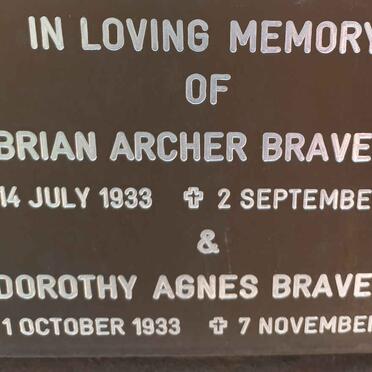 IN LOVING MEMORY
OF
BRIAN ARCHER BRAVE
14 JULY 1933 ✞ 2 SEPTEMBE
&
DOROTHY AGNES BRAVE
1 OCTOBER 1933 ✞ 7 NOVEMBER